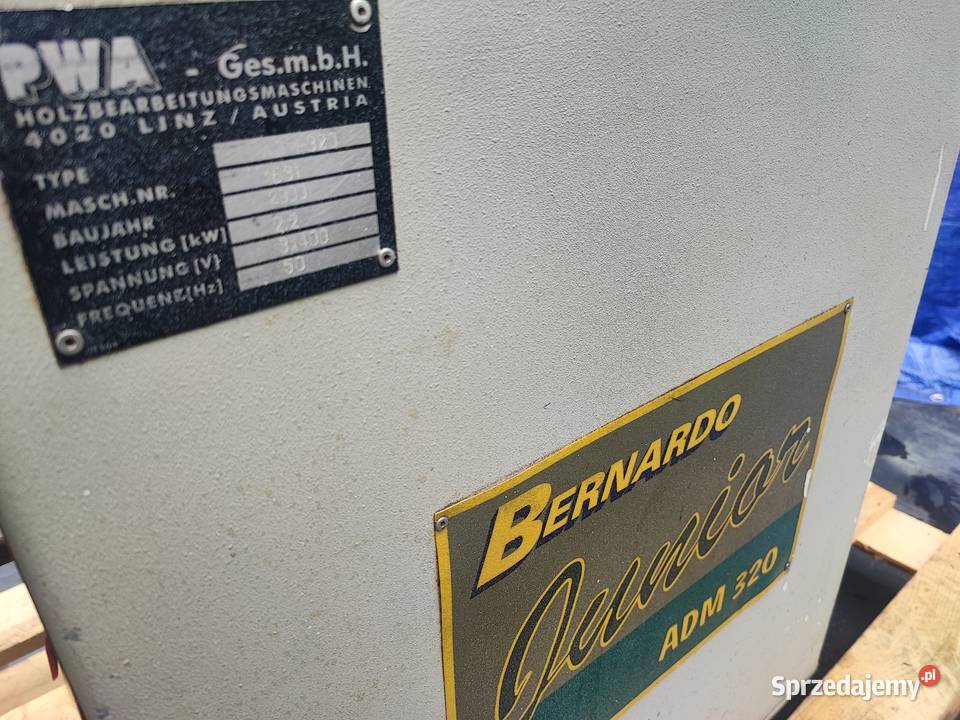 PWA - Ges.m.b.H.
HOLZBEARBEITUNGSMASCHINEN
4020 LINZ / AUSTRIA
TYPE 320
MASCH.NR.
BAUJAHR 2000
LEISTUNG [kW] 2.2
SPANNUNG [V]
FREQUENZ [Hz] 50
BERNARDO
Junior
ADM 320
Sprzedajemy.pl